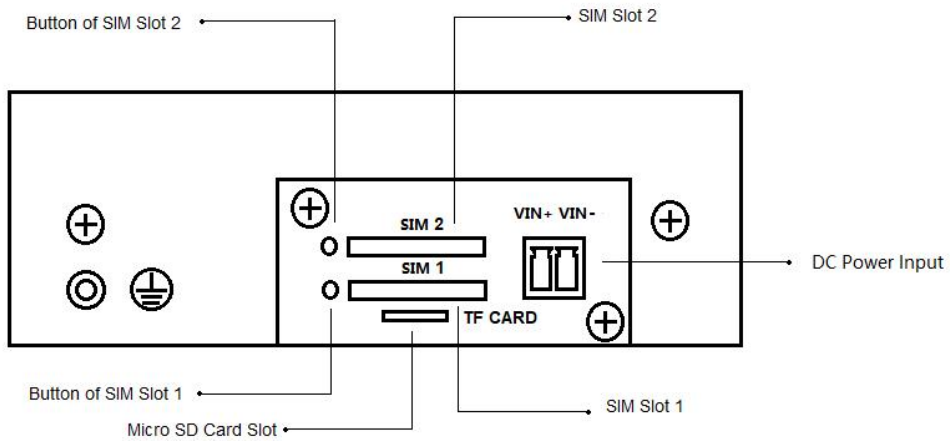 Button of SIM Slot 2
SIM Slot 2
VIN+ VIN-
SIM 2
DC Power Input
SIM 1
TF CARD
Button of SIM Slot 1
SIM Slot 1
Micro SD Card Slot